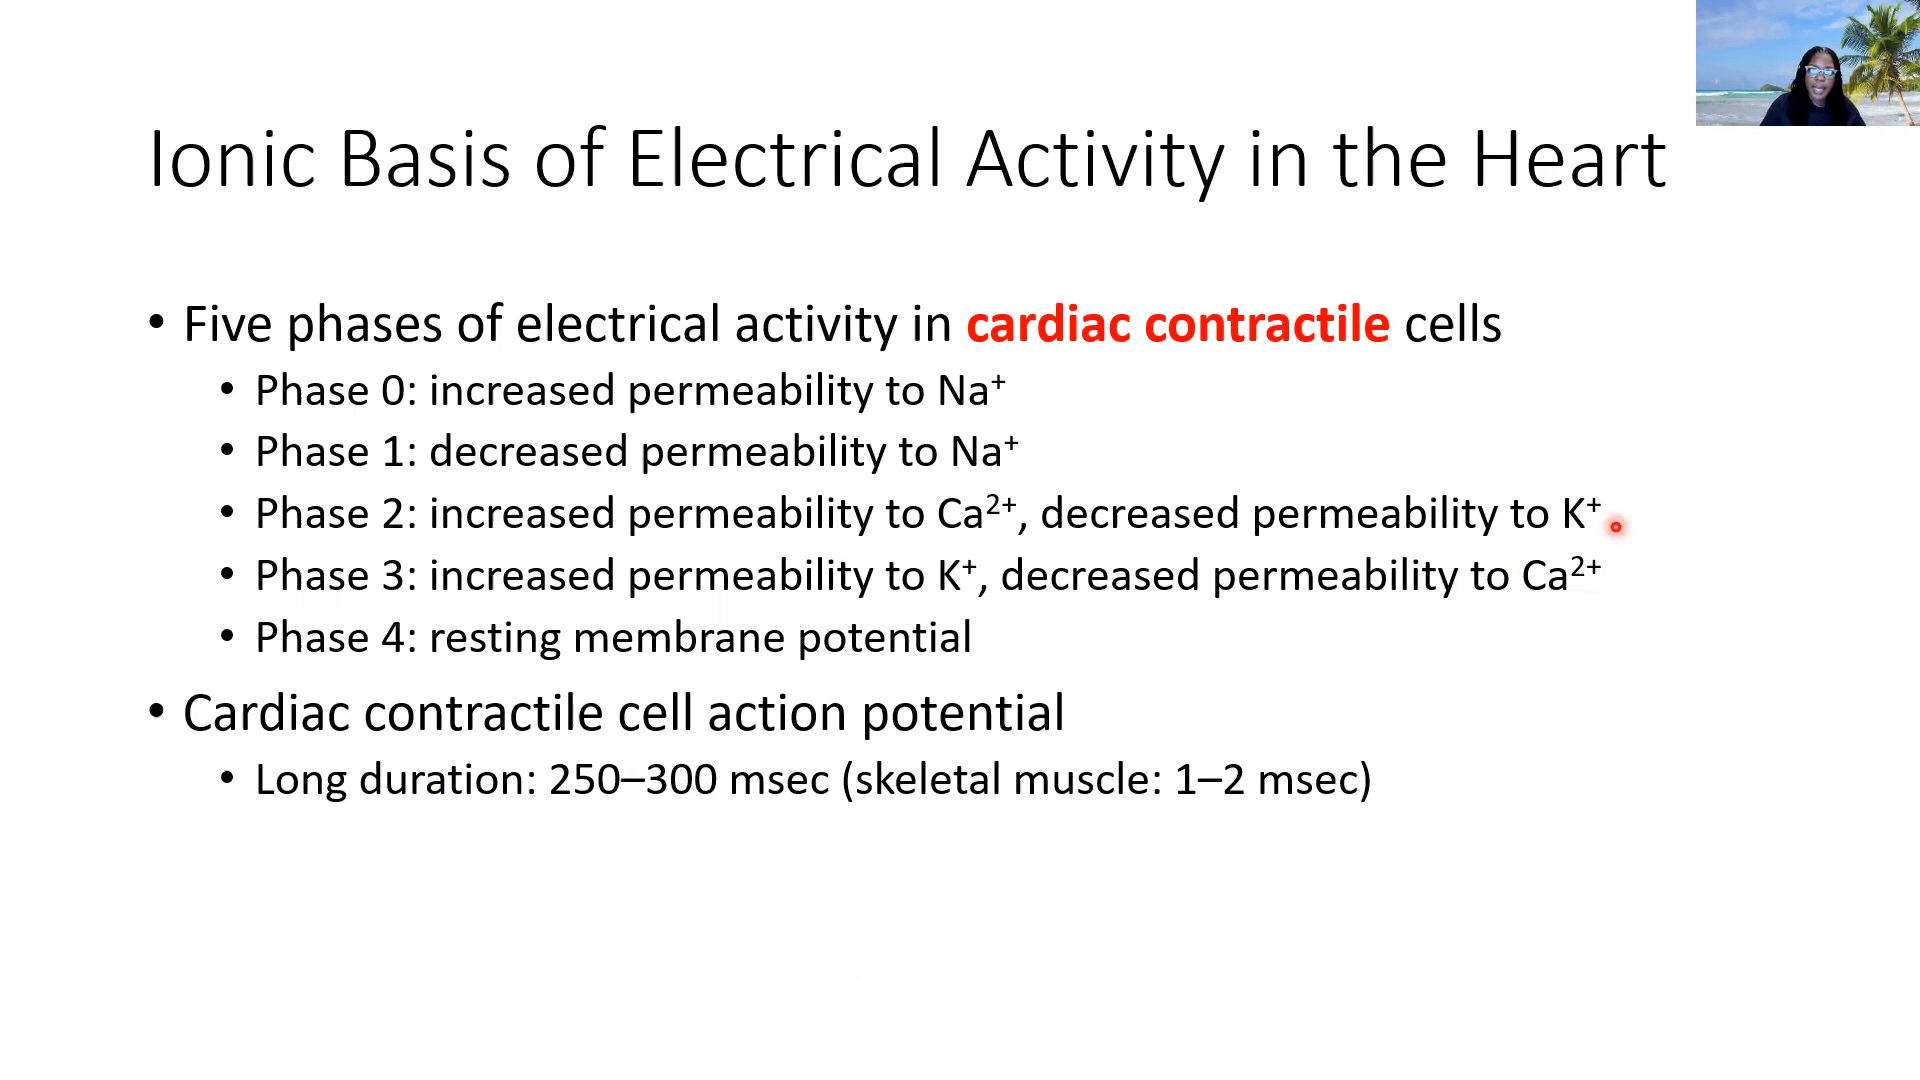 Ionic Basis of Electrical Activity in the Heart
• Five phases of electrical activity in cardiac contractile cells
• Phase 0: increased permeability to Na⁺
• Phase 1: decreased permeability to Na⁺
• Phase 2: increased permeability to Ca²⁺, decreased permeability to K⁺
• Phase 3: increased permeability to K⁺, decreased permeability to Ca²⁺
• Phase 4: resting membrane potential
• Cardiac contractile cell action potential
• Long duration: 250–300 msec (skeletal muscle: 1–2 msec)